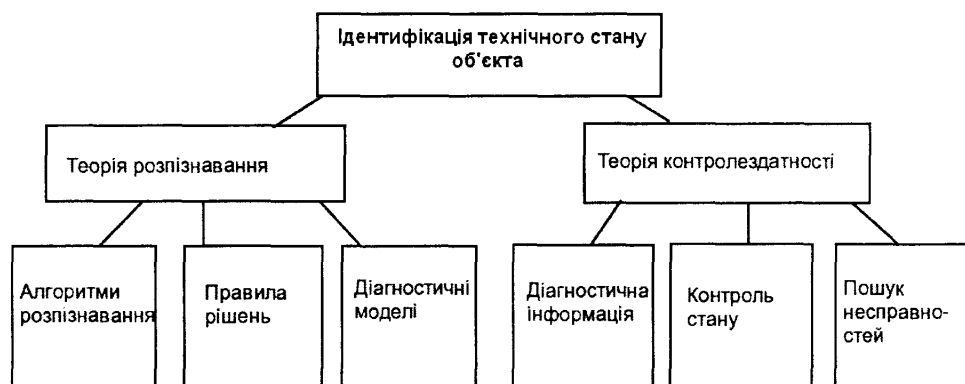 Ідентифікація технічного стану
об'єкта
Теорія розпізнавання
Теорія контролездатності
Алгоритми
розпізнавання
Правила
рішень
Діагностичні
моделі
Діагностична
інформація
Контроль
стану
Пошук
несправно-
стей